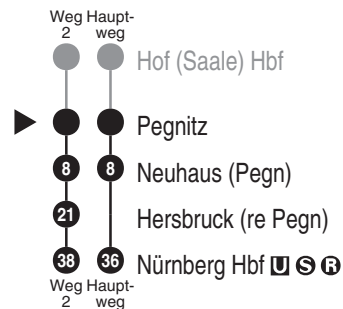 Weg Haupt-
2 weg
Hof (Saale) Hbf
Pegnitz
8 8 Neuhaus (Pegn)
21 Hersbruck (re Pegn)
38 36 Nürnberg Hbf U S R
Weg Haupt-
2 weg